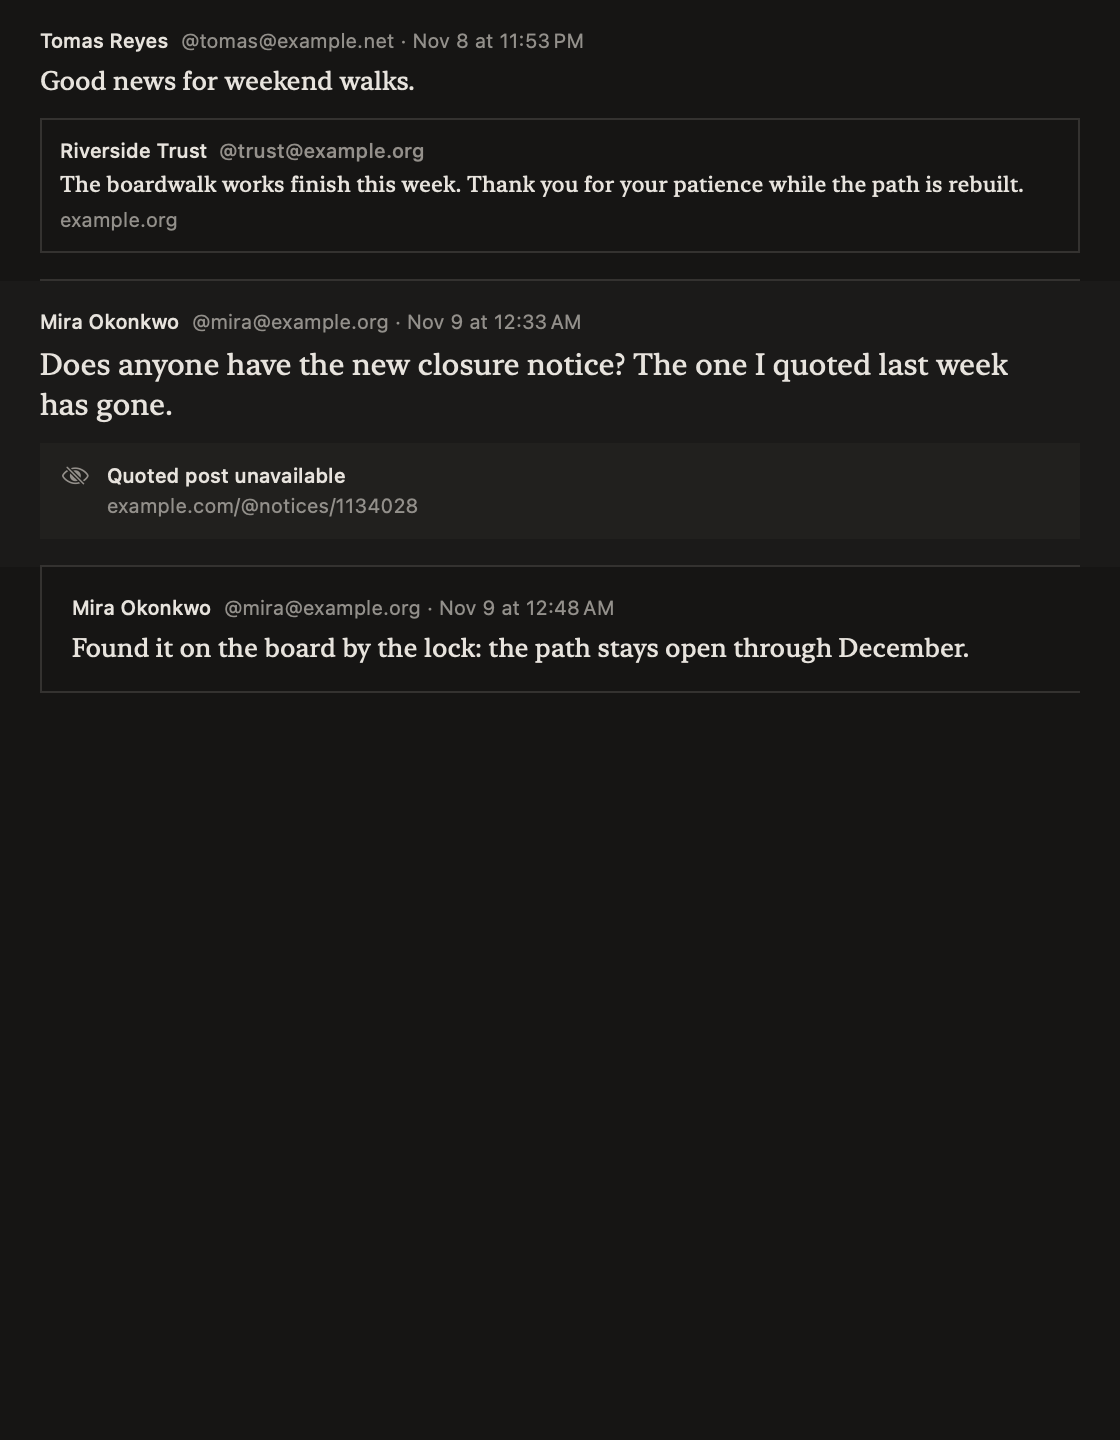 Tomas Reyes @tomas@example.net · Nov 8 at 11:53 PM
Good news for weekend walks.
Riverside Trust @trust@example.org
The boardwalk works finish this week. Thank you for your patience while the path is rebuilt.
example.org
Mira Okonkwo @mira@example.org · Nov 9 at 12:33 AM
Does anyone have the new closure notice? The one I quoted last week
has gone.
Quoted post unavailable
example.com/@notices/1134028
Mira Okonkwo @mira@example.org · Nov 9 at 12:48 AM
Found it on the board by the lock: the path stays open through December.